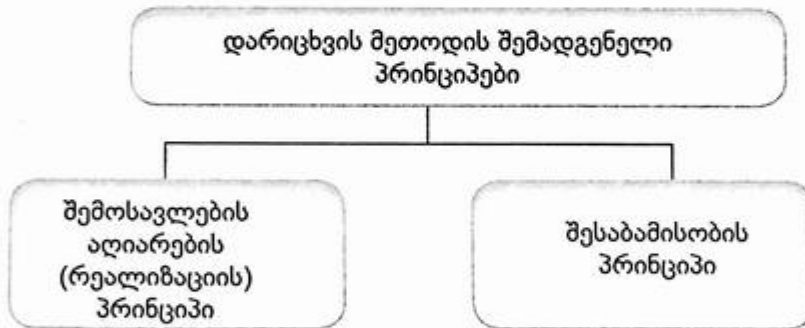 დარიცხვის მეთოდის შემადგენელი
პრინციპები
შემოსავლების
აღიარების
(რეალიზაციის)
პრინციპი
შესაბამისობის
პრინციპი